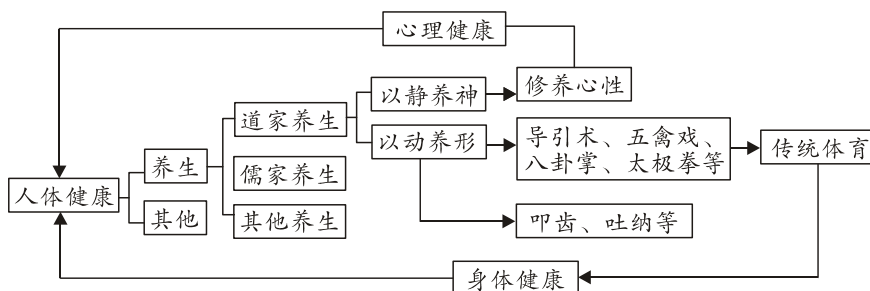 心理健康
以静养神
修养心性
道家养生
以动养形
导引术、五禽戏、
八卦掌、太极拳等
传统体育
养生
儒家养生
人体健康
其他
其他养生
叩齿、吐纳等
身体健康